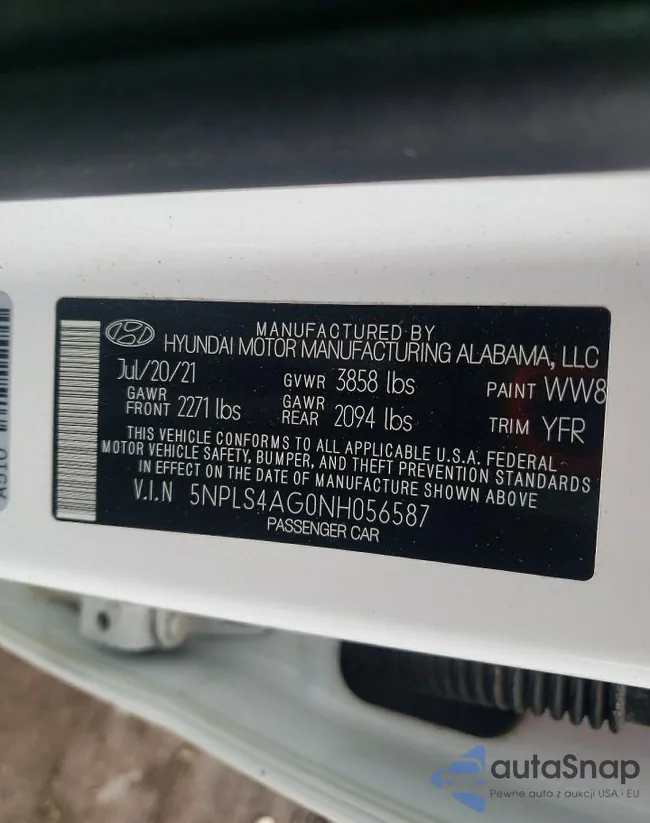 MANUFACTURED BY
HYUNDAI MOTOR MANUFACTURING ALABAMA, LLC
Jul/20/21 GVWR 3858 lbs PAINT WW8
GAWR FRONT 2271 lbs GAWR REAR 2094 lbs TRIM YFR
THIS VEHICLE CONFORMS TO ALL APPLICABLE U.S.A. FEDERAL
MOTOR VEHICLE SAFETY, BUMPER, AND THEFT PREVENTION STANDARDS
IN EFFECT ON THE DATE OF MANUFACTURE SHOWN ABOVE
V.I.N 5NPLS4AG0NH056587
PASSENGER CAR
autaSnap
Pewne auta z aukcji USA i EU